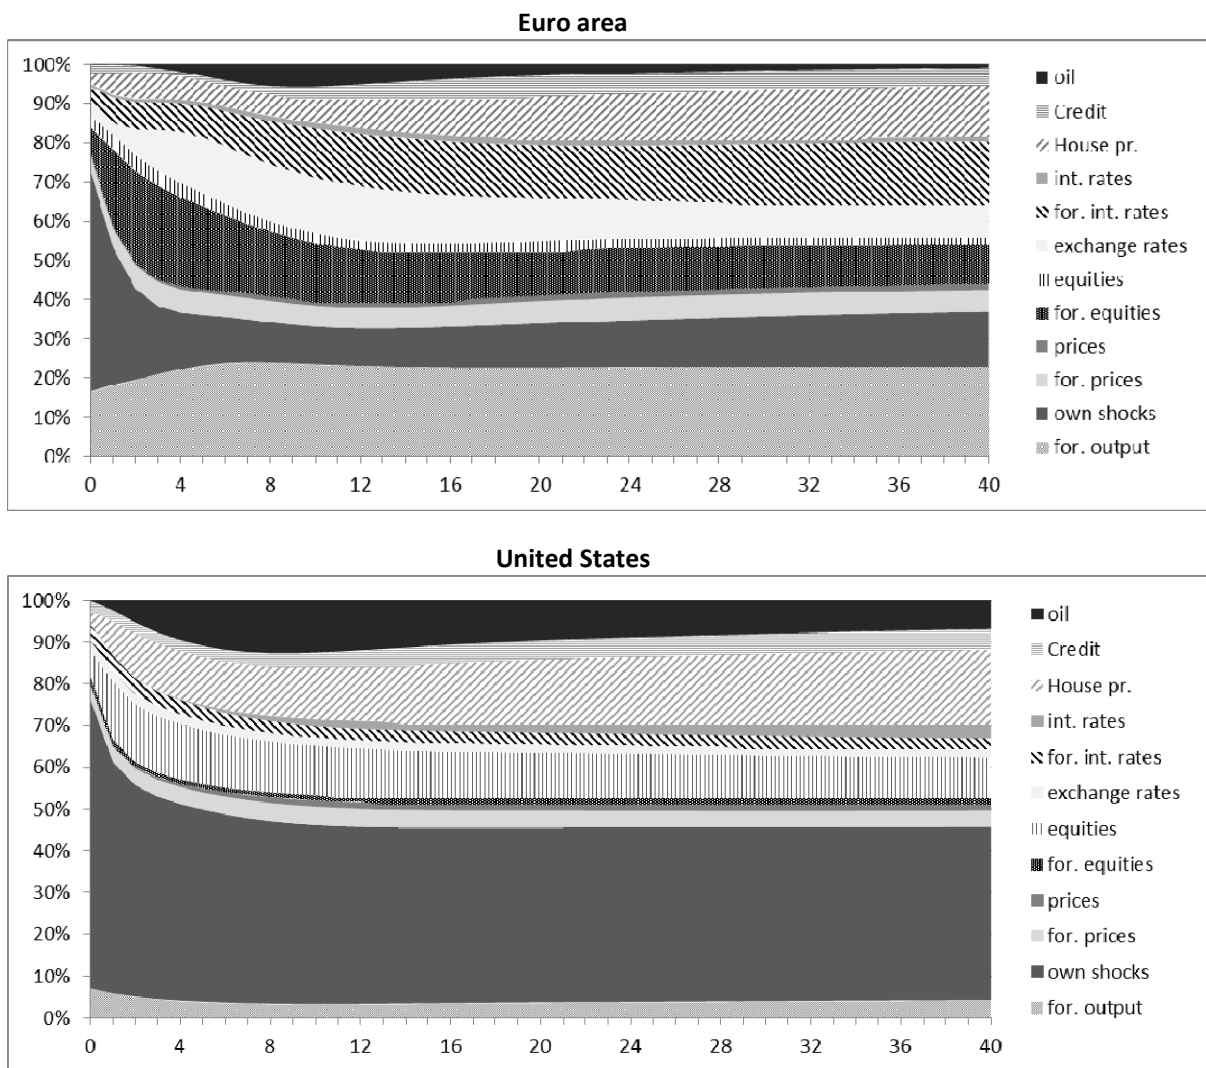 Euro area
100%
90%
80%
70%
60%
50%
40%
30%
20%
10%
0%
0 4 8 12 16 20 24 28 32 36 40
oil
Credit
House pr.
int. rates
for. int. rates
exchange rates
equities
for. equities
prices
for. prices
own shocks
for. output
United States
100%
90%
80%
70%
60%
50%
40%
30%
20%
10%
0%
0 4 8 12 16 20 24 28 32 36 40
oil
Credit
House pr.
int. rates
for. int. rates
exchange rates
equities
for. equities
prices
for. prices
own shocks
for. output